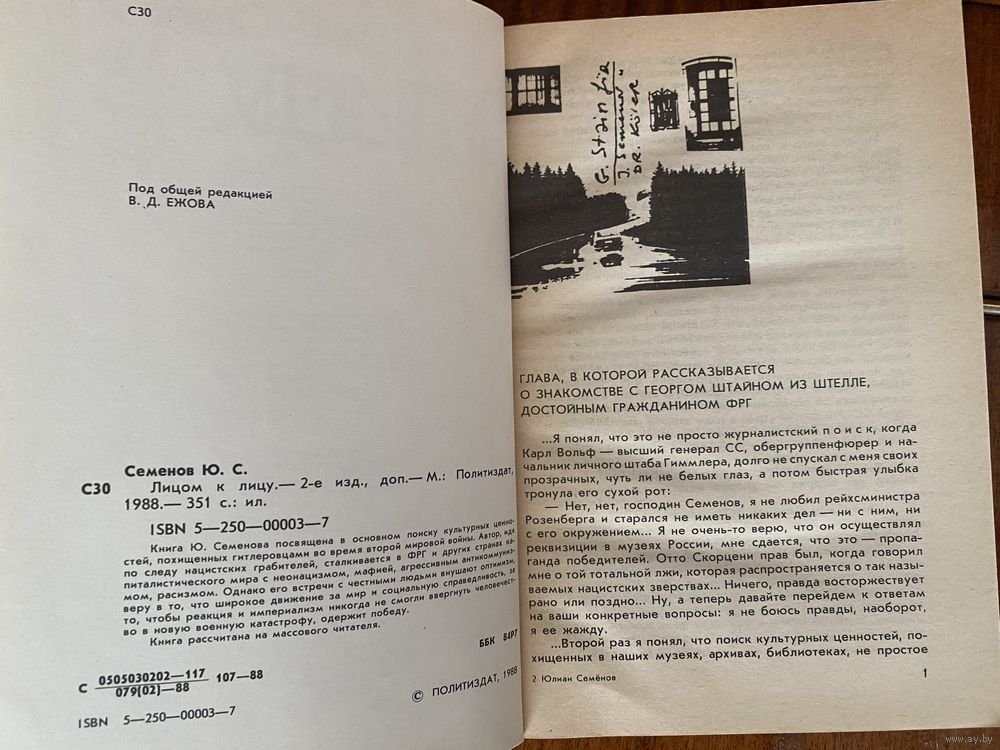 С30
Под общей редакцией
В. Д. ЕЖОВА
Семенов Ю. С.
С30 Лицом к лицу.— 2-е изд., доп.— М.: Политиздат,
1988.— 351 с.: ил.
ISBN 5—250—00003—7
Книга Ю. Семенова посвящена в основном поиску культурных ценно-
стей, похищенных гитлеровцами во время второй мировой войны. Автор, идя
по следу нацистских грабителей, сталкивается в ФРГ и других странах ка-
питалистического мира с неонацизмом, мафией, агрессивным антикоммуниз-
мом, расизмом. Однако его встречи с честными людьми внушают оптимизм,
веру в то, что широкое движение за мир и социальную справедливость, за
то, чтобы реакция и империализм никогда не смогли ввергнуть человечест-
во в новую военную катастрофу, одержит победу.
Книга рассчитана на массового читателя.
С 0505030202—117
079(02)—88
107—88
ББК 84Р7
ISBN 5—250—00003—7
© ПОЛИТИЗДАТ, 1988
G. Stein für
J. Semenov
DR. Köler
ГЛАВА, В КОТОРОЙ РАССКАЗЫВАЕТСЯ
О ЗНАКОМСТВЕ С ГЕОРГОМ ШТАЙНОМ ИЗ ШТЕЛЛЕ,
ДОСТОЙНЫМ ГРАЖДАНИНОМ ФРГ
...Я понял, что это не просто журналистский п о и с к, когда
Карл Вольф — высший генерал СС, обергруппенфюрер и на-
чальник личного штаба Гиммлера, долго не спускал с меня своих
прозрачных, чуть ли не белых глаз, а потом быстрая улыбка
тронула его сухой рот:
— Нет, нет, господин Семенов, я не любил рейхсминистра
Розенберга и старался не иметь никаких дел — ни с ним, ни
с его окружением... Я не очень-то верю, что он осуществлял
реквизиции в музеях России, мне сдается, что это — пропа-
ганда победителей. Отто Скорцени прав был, когда говорил
мне о той тотальной лжи, которая распространяется о так назы-
ваемых нацистских зверствах... Ничего, правда восторжествует
рано или поздно... Ну, а теперь давайте перейдем к ответам
на ваши конкретные вопросы: я не боюсь правды, наоборот,
я ее жажду.
...Второй раз я понял, что поиск культурных ценностей, по-
хищенных в наших музеях, архивах, библиотеках, не простое
2 Юлиан Семёнов
1
www.ay.by